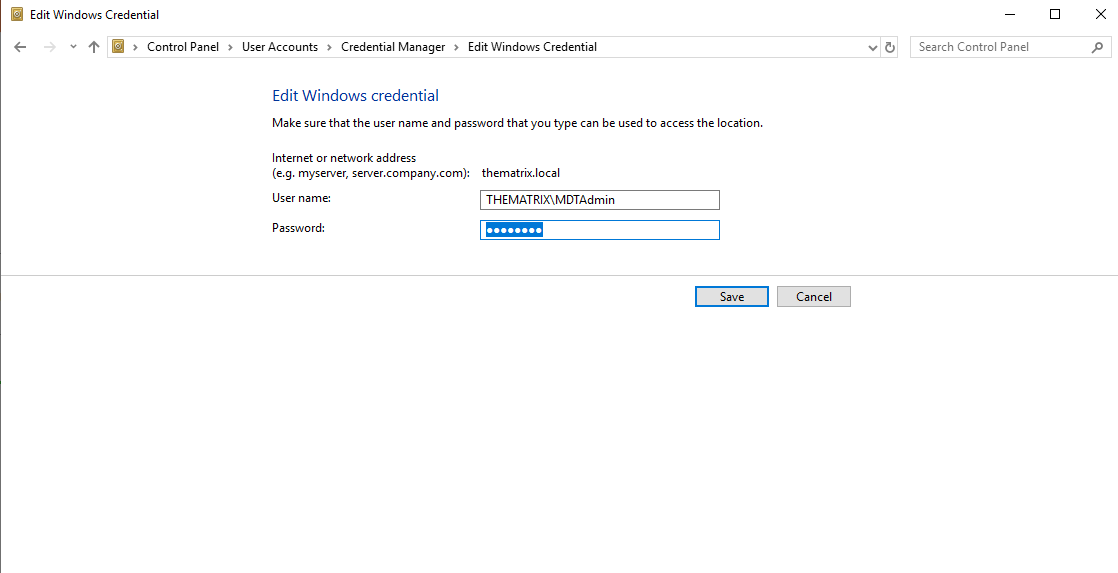 Edit Windows Credential
Control Panel > User Accounts > Credential Manager > Edit Windows Credential
Search Control Panel
Edit Windows credential
Make sure that the user name and password that you type can be used to access the location.
Internet or network address
(e.g. myserver, server.company.com): thematrix.local
User name: THEMATRIX\MDTAdmin
Password: ●●●●●●●●
Save Cancel